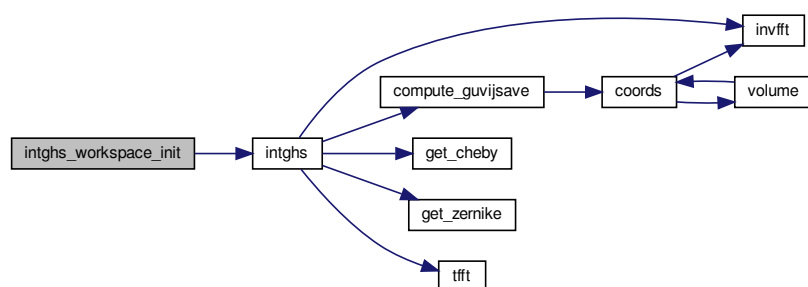 intghs_workspace_init
intghs
invfft
compute_guvijsave
coords
volume
get_cheby
get_zernike
tfft